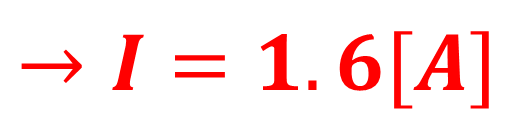 → I = 1.6[A]